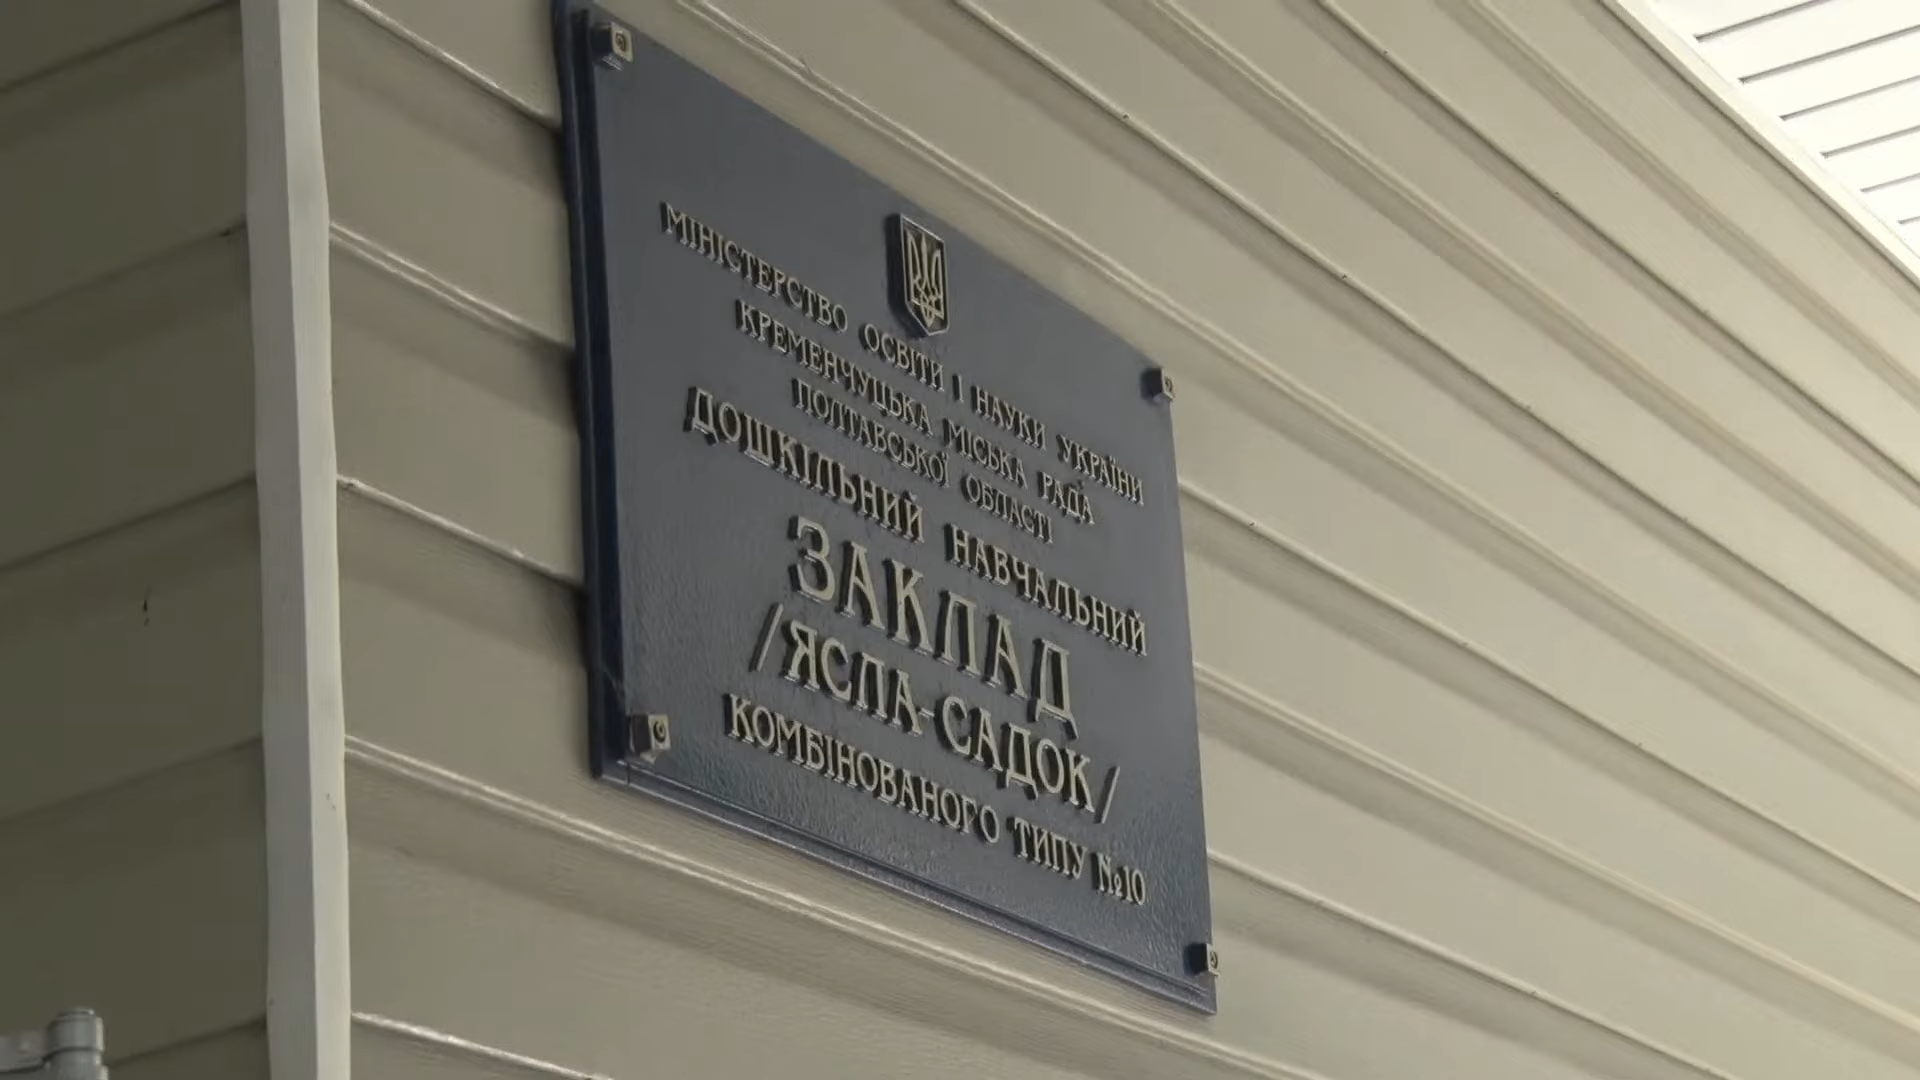 МІНІСТЕРСТВО ОСВІТИ І НАУКИ УКРАЇНИ
КРЕМЕНЧУЦЬКА МІСЬКА РАДА
ПОЛТАВСЬКОЇ ОБЛАСТІ
ДОШКІЛЬНИЙ НАВЧАЛЬНИЙ
ЗАКЛАД
/ЯСЛА-САДОК/
КОМБІНОВАНОГО ТИПУ №10